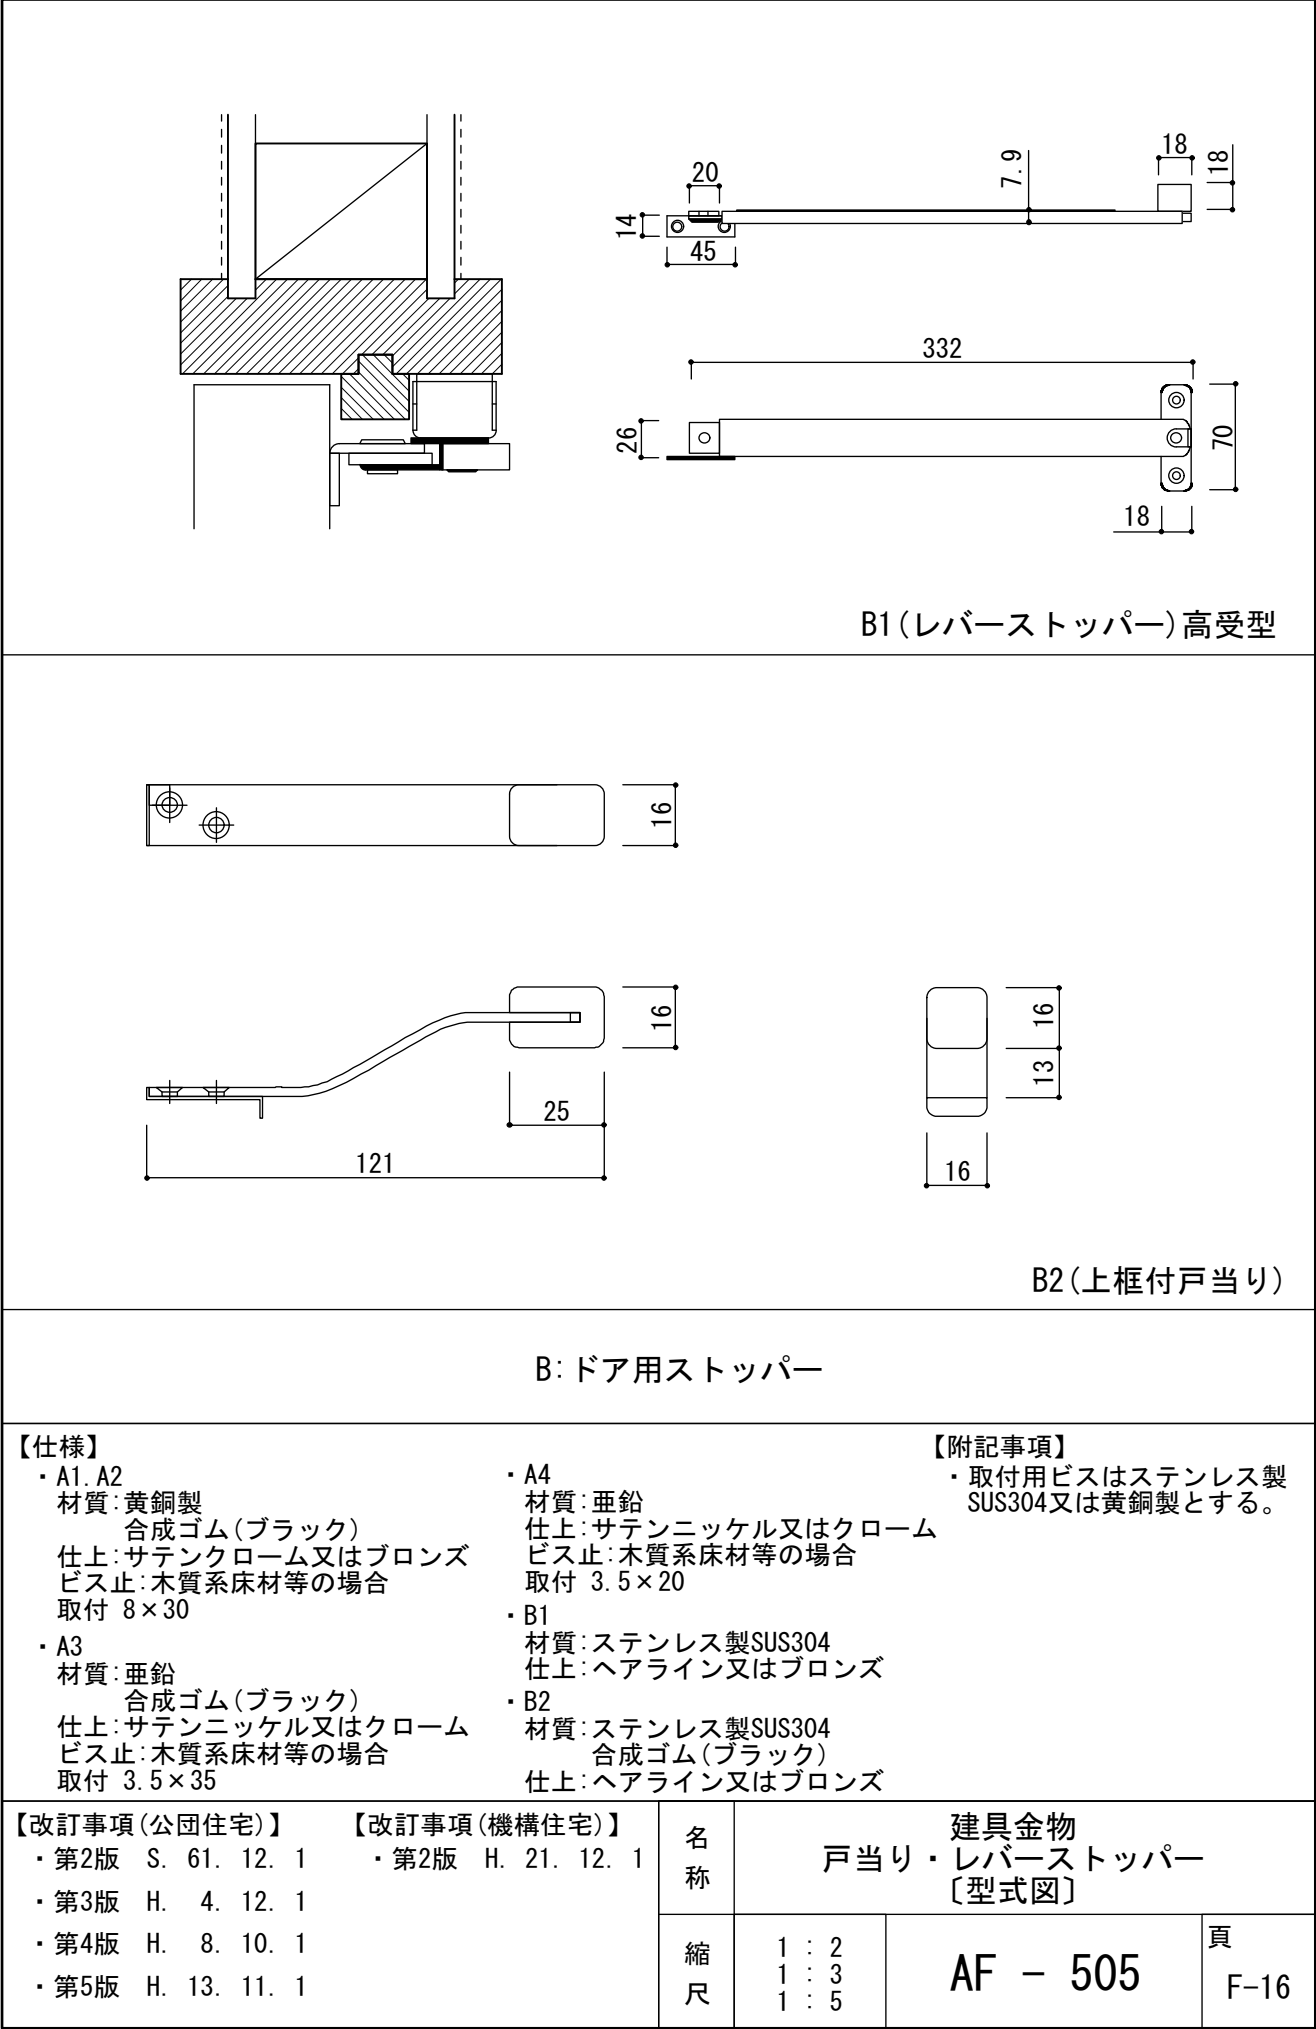 20
14
45
7.9
18
18
332
26
70
18
B1(レバーストッパー)高受型
16
16
25
121
16
13
16
B2(上框付戸当り)
B:ドア用ストッパー
【仕様】
・A1.A2
材質:黄銅製
合成ゴム(ブラック)
仕上:サテンクローム又はブロンズ
ビス止:木質系床材等の場合
取付 8×30
・A3
材質:亜鉛
合成ゴム(ブラック)
仕上:サテンニッケル又はクローム
ビス止:木質系床材等の場合
取付 3.5×35
・A4
材質:亜鉛
仕上:サテンニッケル又はクローム
ビス止:木質系床材等の場合
取付 3.5×20
・B1
材質:ステンレス製SUS304
仕上:ヘアライン又はブロンズ
・B2
材質:ステンレス製SUS304
合成ゴム(ブラック)
仕上:ヘアライン又はブロンズ
【附記事項】
・取付用ビスはステンレス製
SUS304又は黄銅製とする。
【改訂事項(公団住宅)】
・第2版 S. 61. 12. 1
・第3版 H. 4. 12. 1
・第4版 H. 8. 10. 1
・第5版 H. 13. 11. 1
【改訂事項(機構住宅)】
・第2版 H. 21. 12. 1
名称
建具金物
戸当り・レバーストッパー
〔型式図〕
縮尺
1 : 2
1 : 3
1 : 5
AF - 505
頁
F-16